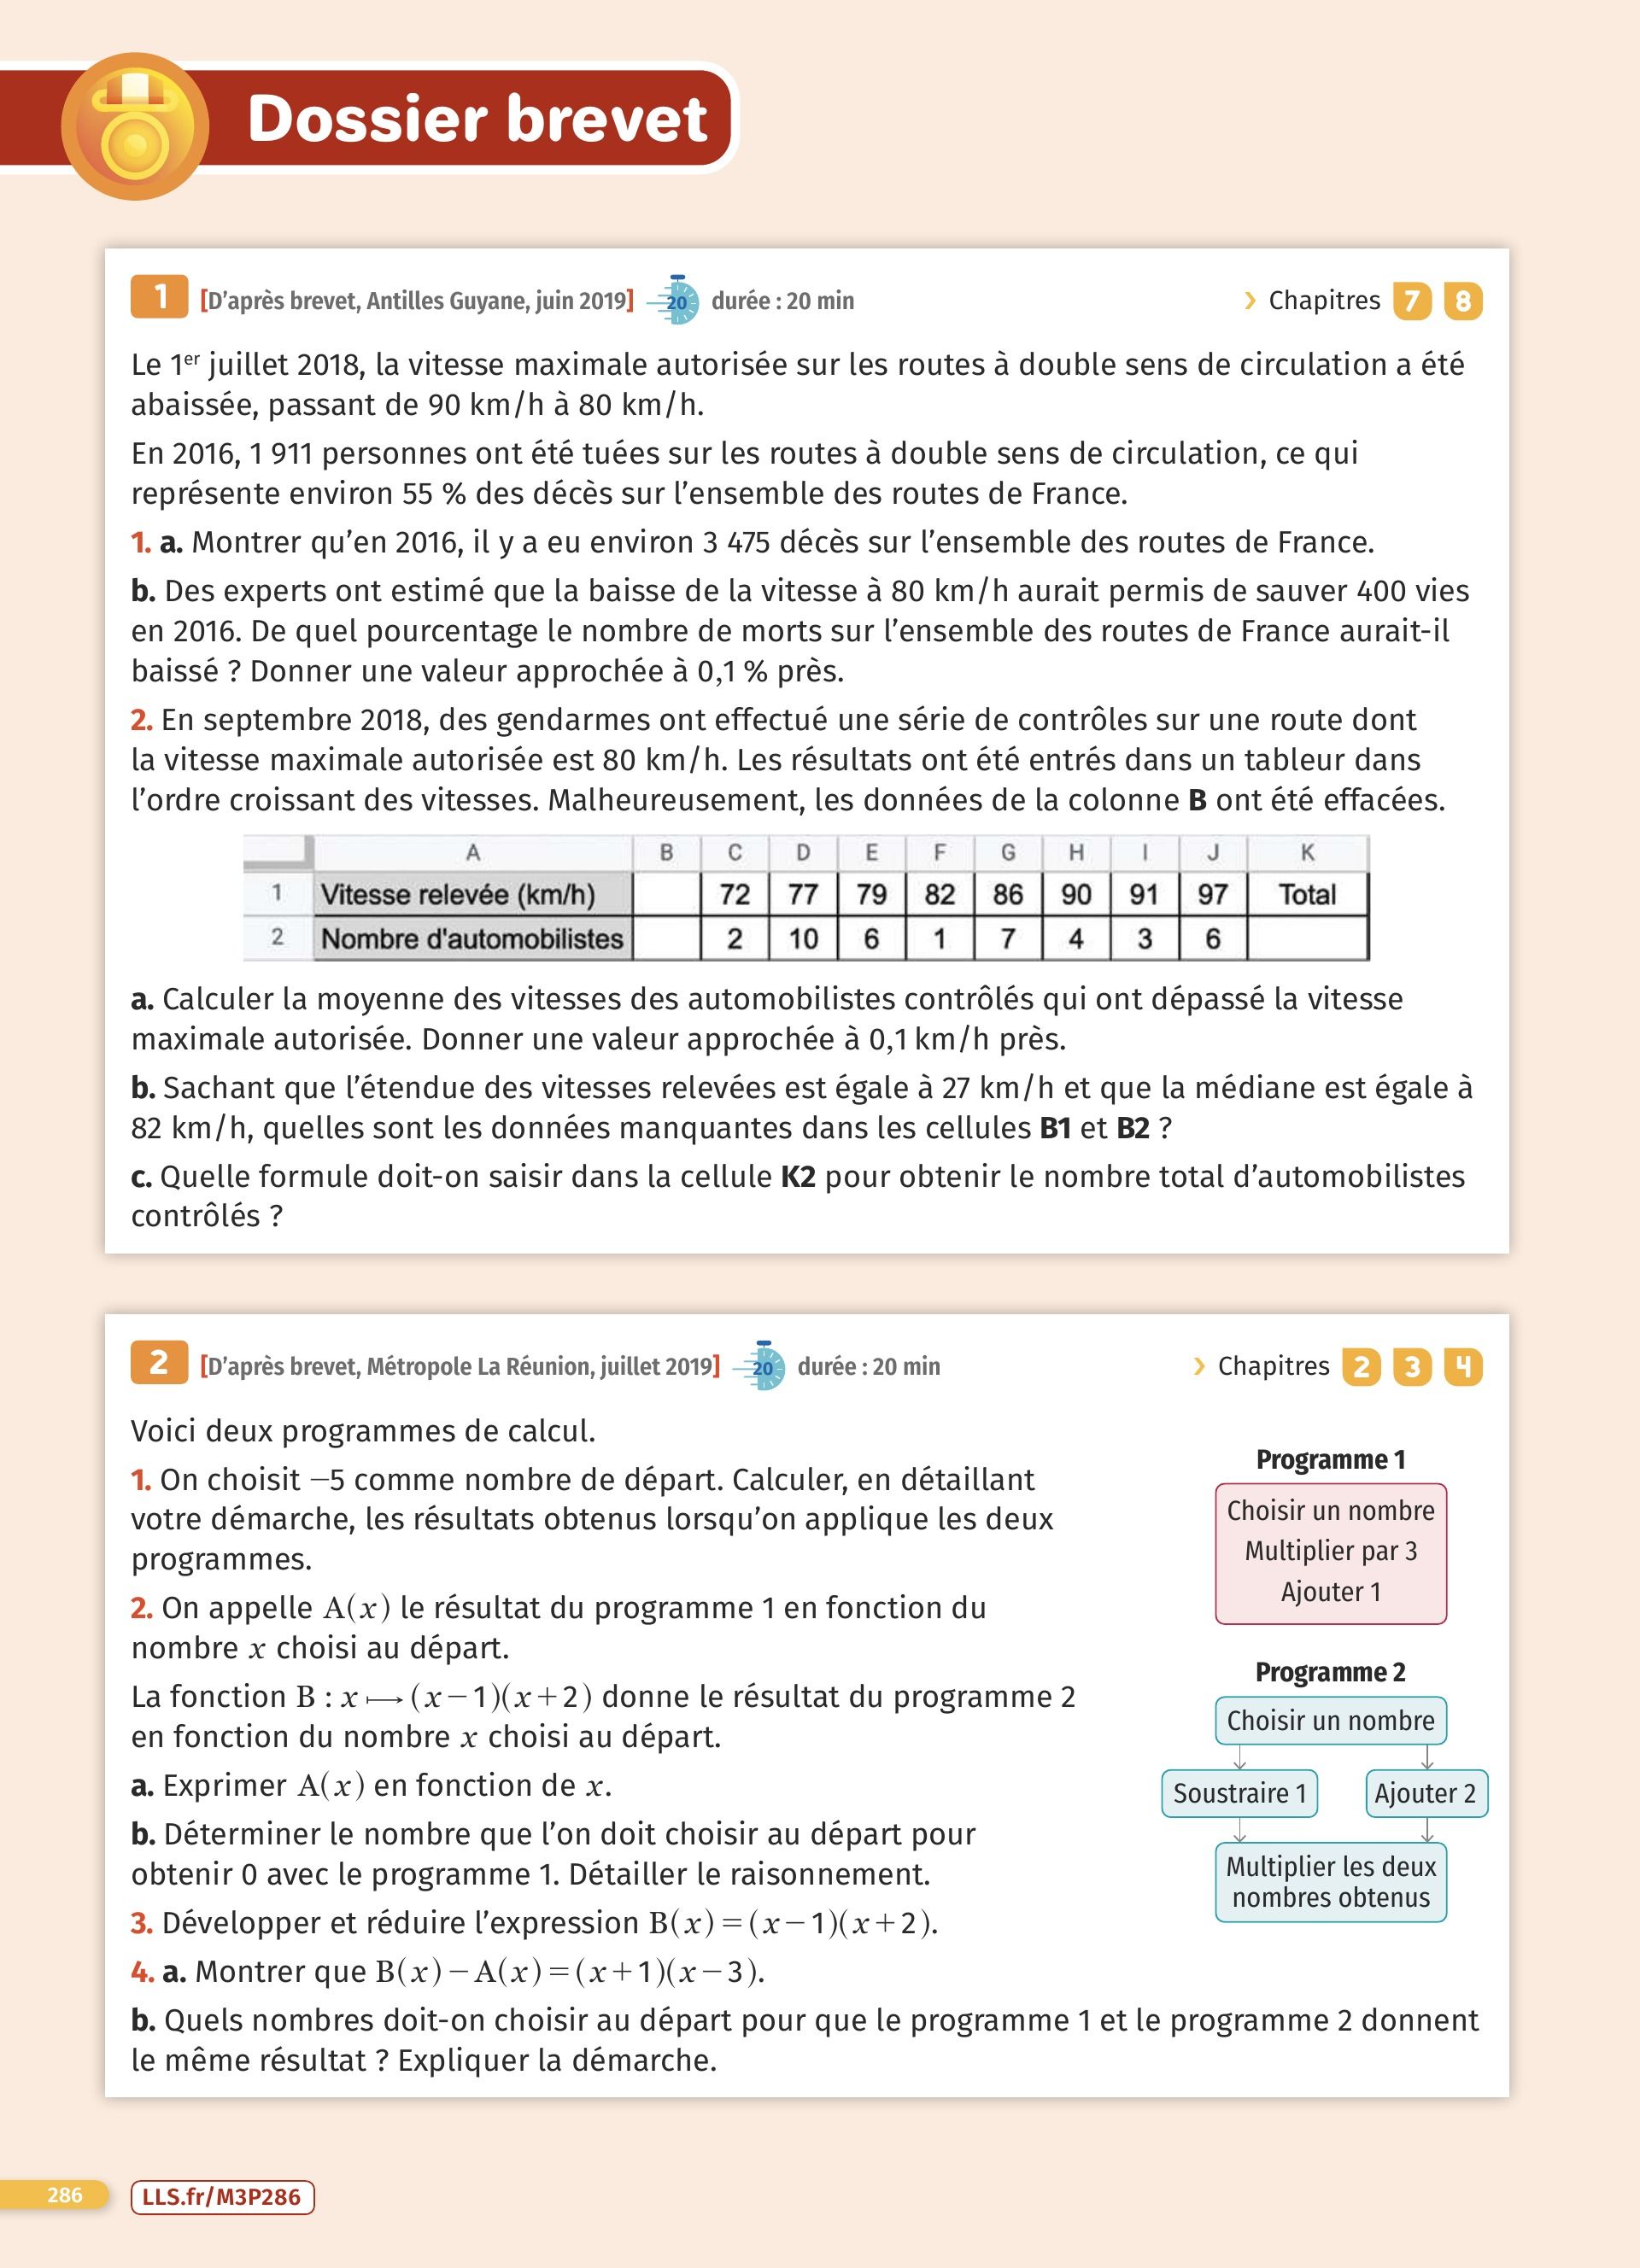 Dossier brevet
1 [D’après brevet, Antilles Guyane, juin 2019] 20 durée : 20 min › Chapitres 7 8
Le 1er juillet 2018, la vitesse maximale autorisée sur les routes à double sens de circulation a été
abaissée, passant de 90 km/h à 80 km/h.
En 2016, 1 911 personnes ont été tuées sur les routes à double sens de circulation, ce qui
représente environ 55 % des décès sur l’ensemble des routes de France.
1. a. Montrer qu’en 2016, il y a eu environ 3 475 décès sur l’ensemble des routes de France.
b. Des experts ont estimé que la baisse de la vitesse à 80 km/h aurait permis de sauver 400 vies
en 2016. De quel pourcentage le nombre de morts sur l’ensemble des routes de France aurait-il
baissé ? Donner une valeur approchée à 0,1 % près.
2. En septembre 2018, des gendarmes ont effectué une série de contrôles sur une route dont
la vitesse maximale autorisée est 80 km/h. Les résultats ont été entrés dans un tableur dans
l’ordre croissant des vitesses. Malheureusement, les données de la colonne B ont été effacées.
A B C D E F G H I J K
1 Vitesse relevée (km/h) 72 77 79 82 86 90 91 97 Total
2 Nombre d'automobilistes 2 10 6 1 7 4 3 6
a. Calculer la moyenne des vitesses des automobilistes contrôlés qui ont dépassé la vitesse
maximale autorisée. Donner une valeur approchée à 0,1 km/h près.
b. Sachant que l’étendue des vitesses relevées est égale à 27 km/h et que la médiane est égale à
82 km/h, quelles sont les données manquantes dans les cellules B1 et B2 ?
c. Quelle formule doit-on saisir dans la cellule K2 pour obtenir le nombre total d’automobilistes
contrôlés ?
2 [D’après brevet, Métropole La Réunion, juillet 2019] 20 durée : 20 min › Chapitres 2 3 4
Voici deux programmes de calcul.
1. On choisit −5 comme nombre de départ. Calculer, en détaillant
votre démarche, les résultats obtenus lorsqu’on applique les deux
programmes.
2. On appelle A(x) le résultat du programme 1 en fonction du
nombre x choisi au départ.
La fonction B : x ⟼ (x−1)(x+2) donne le résultat du programme 2
en fonction du nombre x choisi au départ.
a. Exprimer A(x) en fonction de x.
b. Déterminer le nombre que l’on doit choisir au départ pour
obtenir 0 avec le programme 1. Détailler le raisonnement.
3. Développer et réduire l’expression B(x)=(x−1)(x+2).
4. a. Montrer que B(x)−A(x)=(x+1)(x−3).
b. Quels nombres doit-on choisir au départ pour que le programme 1 et le programme 2 donnent
le même résultat ? Expliquer la démarche.
Programme 1
Choisir un nombre
Multiplier par 3
Ajouter 1
Programme 2
Choisir un nombre
Soustraire 1 Ajouter 2
Multiplier les deux
nombres obtenus
286 LLS.fr/M3P286